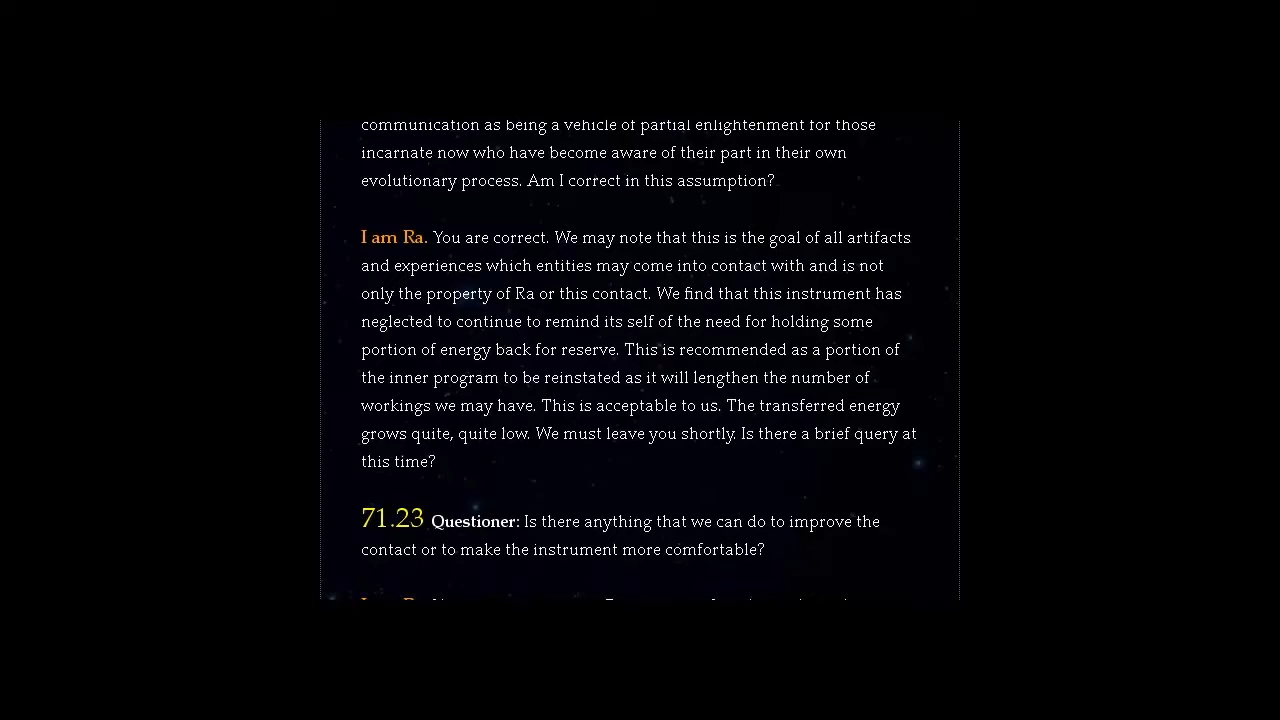 communication as being a vehicle of partial enlightenment for those
incarnate now who have become aware of their part in their own
evolutionary process. Am I correct in this assumption?
I am Ra. You are correct. We may note that this is the goal of all artifacts
and experiences which entities may come into contact with and is not
only the property of Ra or this contact. We find that this instrument has
neglected to continue to remind its self of the need for holding some
portion of energy back for reserve. This is recommended as a portion of
the inner program to be reinstated as it will lengthen the number of
workings we may have. This is acceptable to us. The transferred energy
grows quite, quite low. We must leave you shortly. Is there a brief query at
this time?
71.23 Questioner: Is there anything that we can do to improve the
contact or to make the instrument more comfortable?